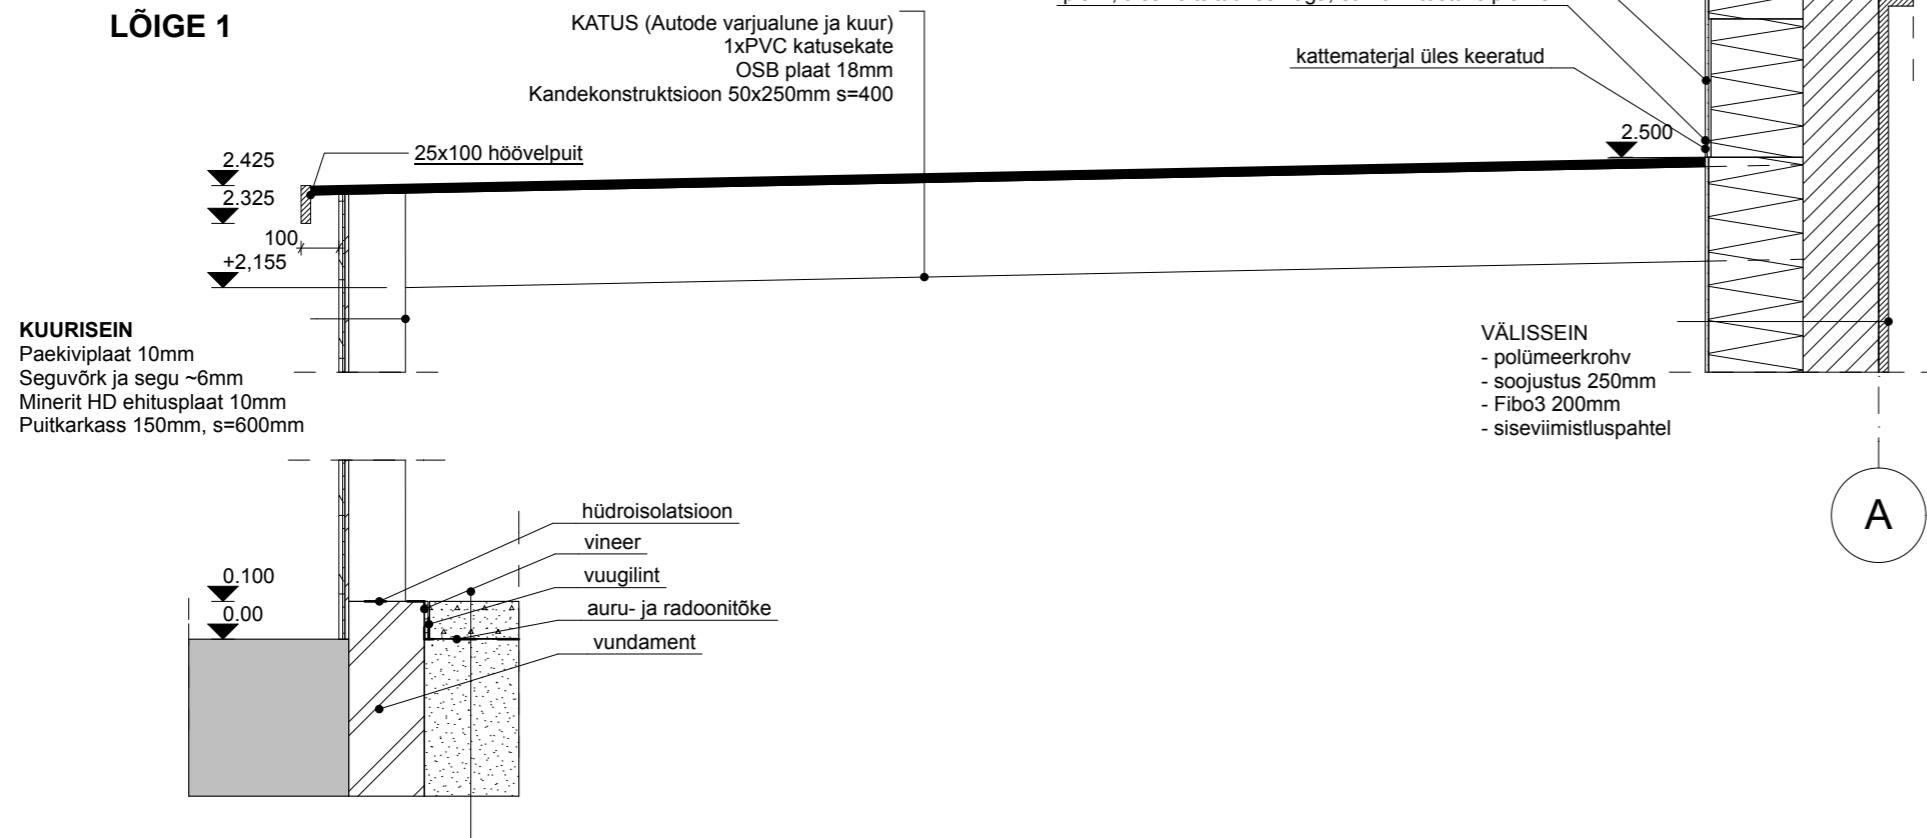 LÕIGE 1
KATUS (Autode varjualune ja kuur)
1xPVC katusekate
OSB plaat 18mm
Kandekonstruktsioon 50x250mm s=400
kattematerjal üles keeratud
2.500
25x100 höövelpuit
2.425
2.325
100
+2,155
KUURISEIN
Paekiviplaat 10mm
Seguvõrk ja segu ~6mm
Minerit HD ehitusplaat 10mm
Puitkarkass 150mm, s=600mm
VÄLISSEIN
- polümeerkrohv
- soojustus 250mm
- Fibo3 200mm
- siseviimistluspahtel
A
hüdroisolatsioon
vineer
vuugilint
auru- ja radoonitõke
vundament
0.100
0.00